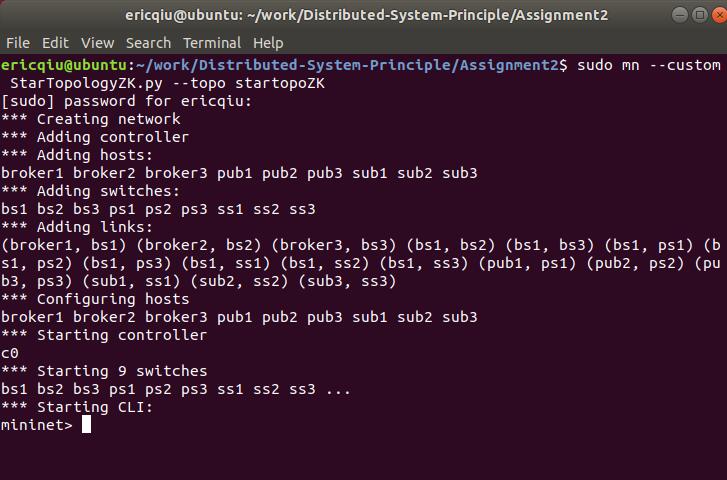 ericqiu@ubuntu: ~/work/Distributed-System-Principle/Assignment2
File Edit View Search Terminal Help
ericqiu@ubuntu:~/work/Distributed-System-Principle/Assignment2$ sudo mn --custom
 StarTopologyZK.py --topo startopoZK
[sudo] password for ericqiu:
*** Creating network
*** Adding controller
*** Adding hosts:
broker1 broker2 broker3 pub1 pub2 pub3 sub1 sub2 sub3
*** Adding switches:
bs1 bs2 bs3 ps1 ps2 ps3 ss1 ss2 ss3
*** Adding links:
(broker1, bs1) (broker2, bs2) (broker3, bs3) (bs1, bs2) (bs1, bs3) (bs1, ps1) (b
s1, ps2) (bs1, ps3) (bs1, ss1) (bs1, ss2) (bs1, ss3) (pub1, ps1) (pub2, ps2) (pu
b3, ps3) (sub1, ss1) (sub2, ss2) (sub3, ss3)
*** Configuring hosts
broker1 broker2 broker3 pub1 pub2 pub3 sub1 sub2 sub3
*** Starting controller
c0
*** Starting 9 switches
bs1 bs2 bs3 ps1 ps2 ps3 ss1 ss2 ss3 ...
*** Starting CLI:
mininet>